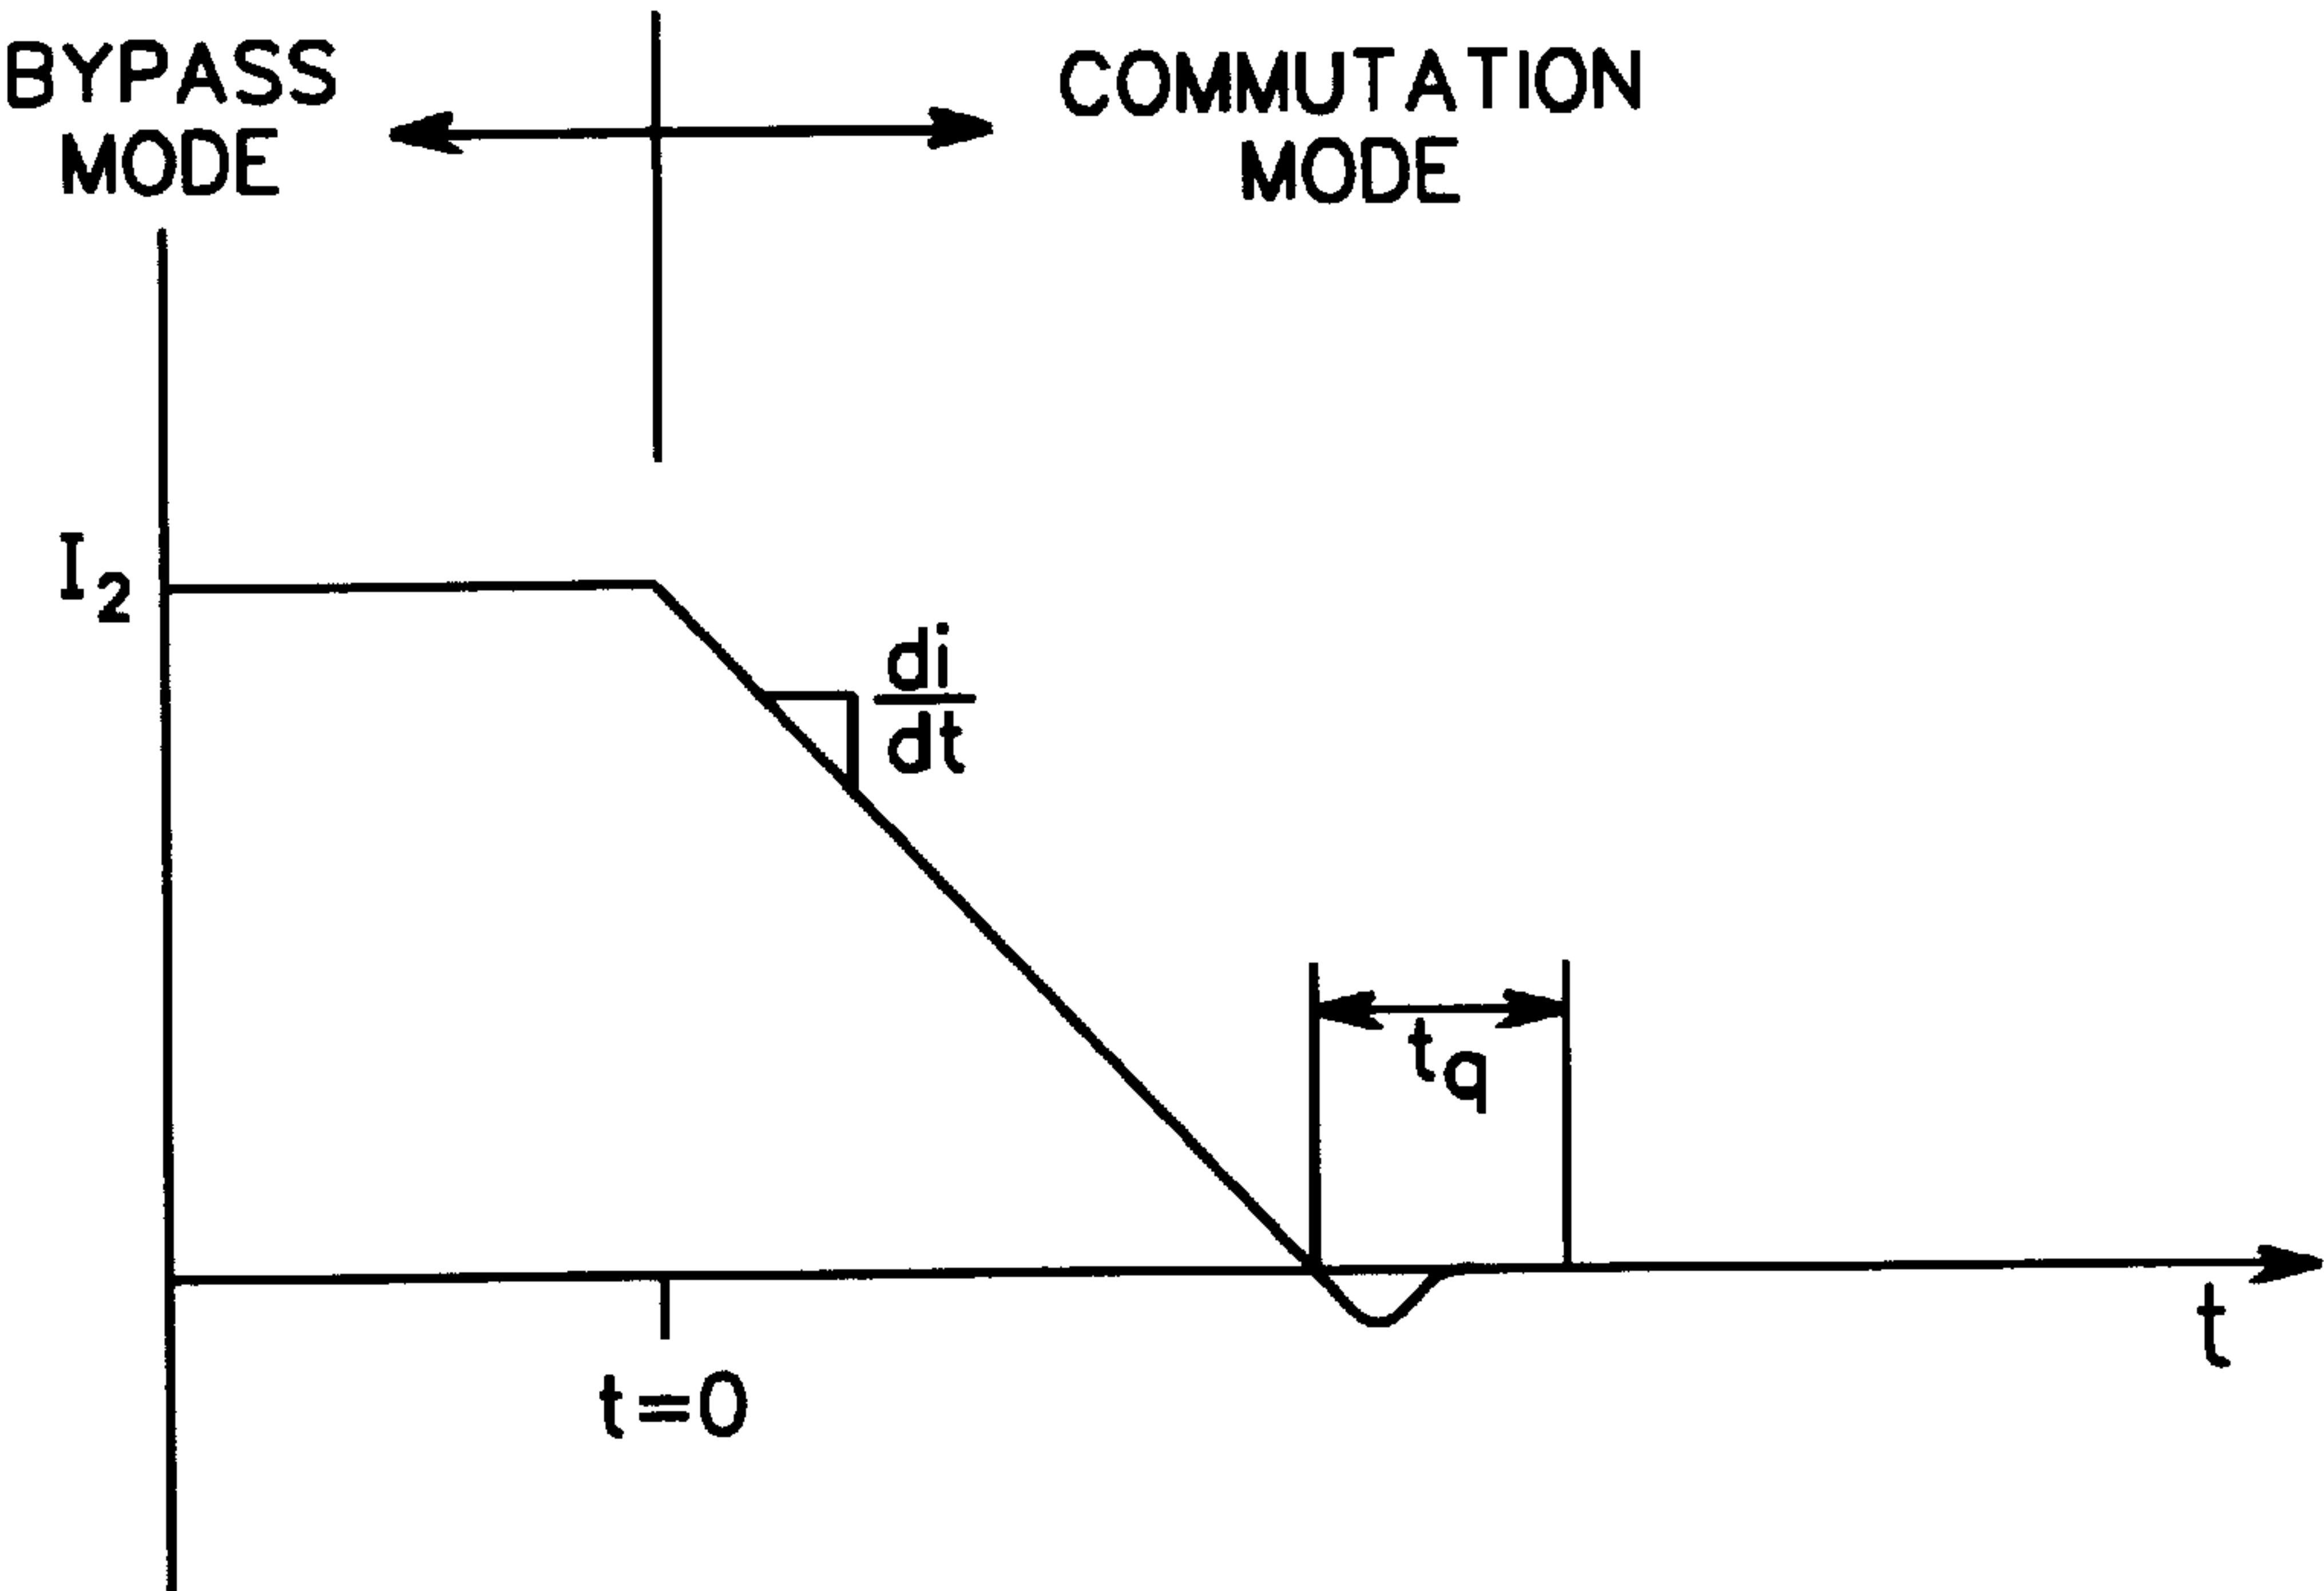 BYPASS
MODE
COMMUTATION
MODE
I₂
di
dt
tq
t
t=0